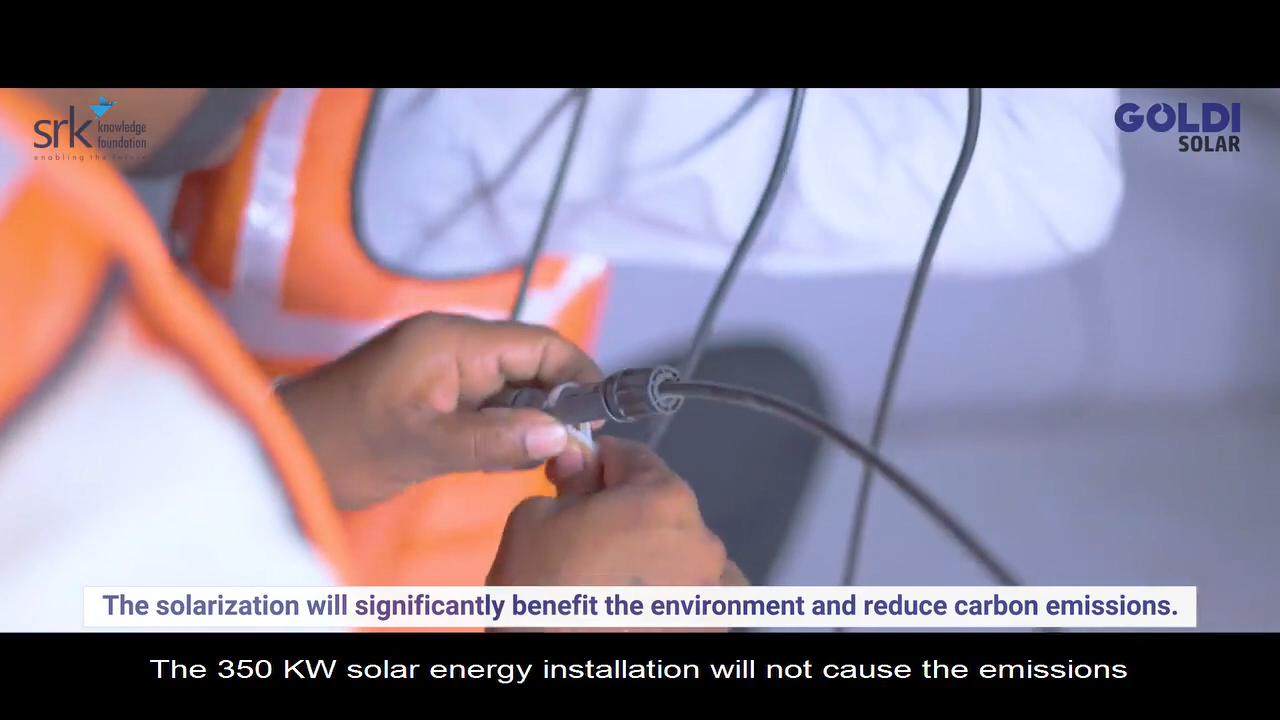 srk knowledge foundation
enabling the future
GOLDI
SOLAR
The solarization will significantly benefit the environment and reduce carbon emissions.
The 350 KW solar energy installation will not cause the emissions